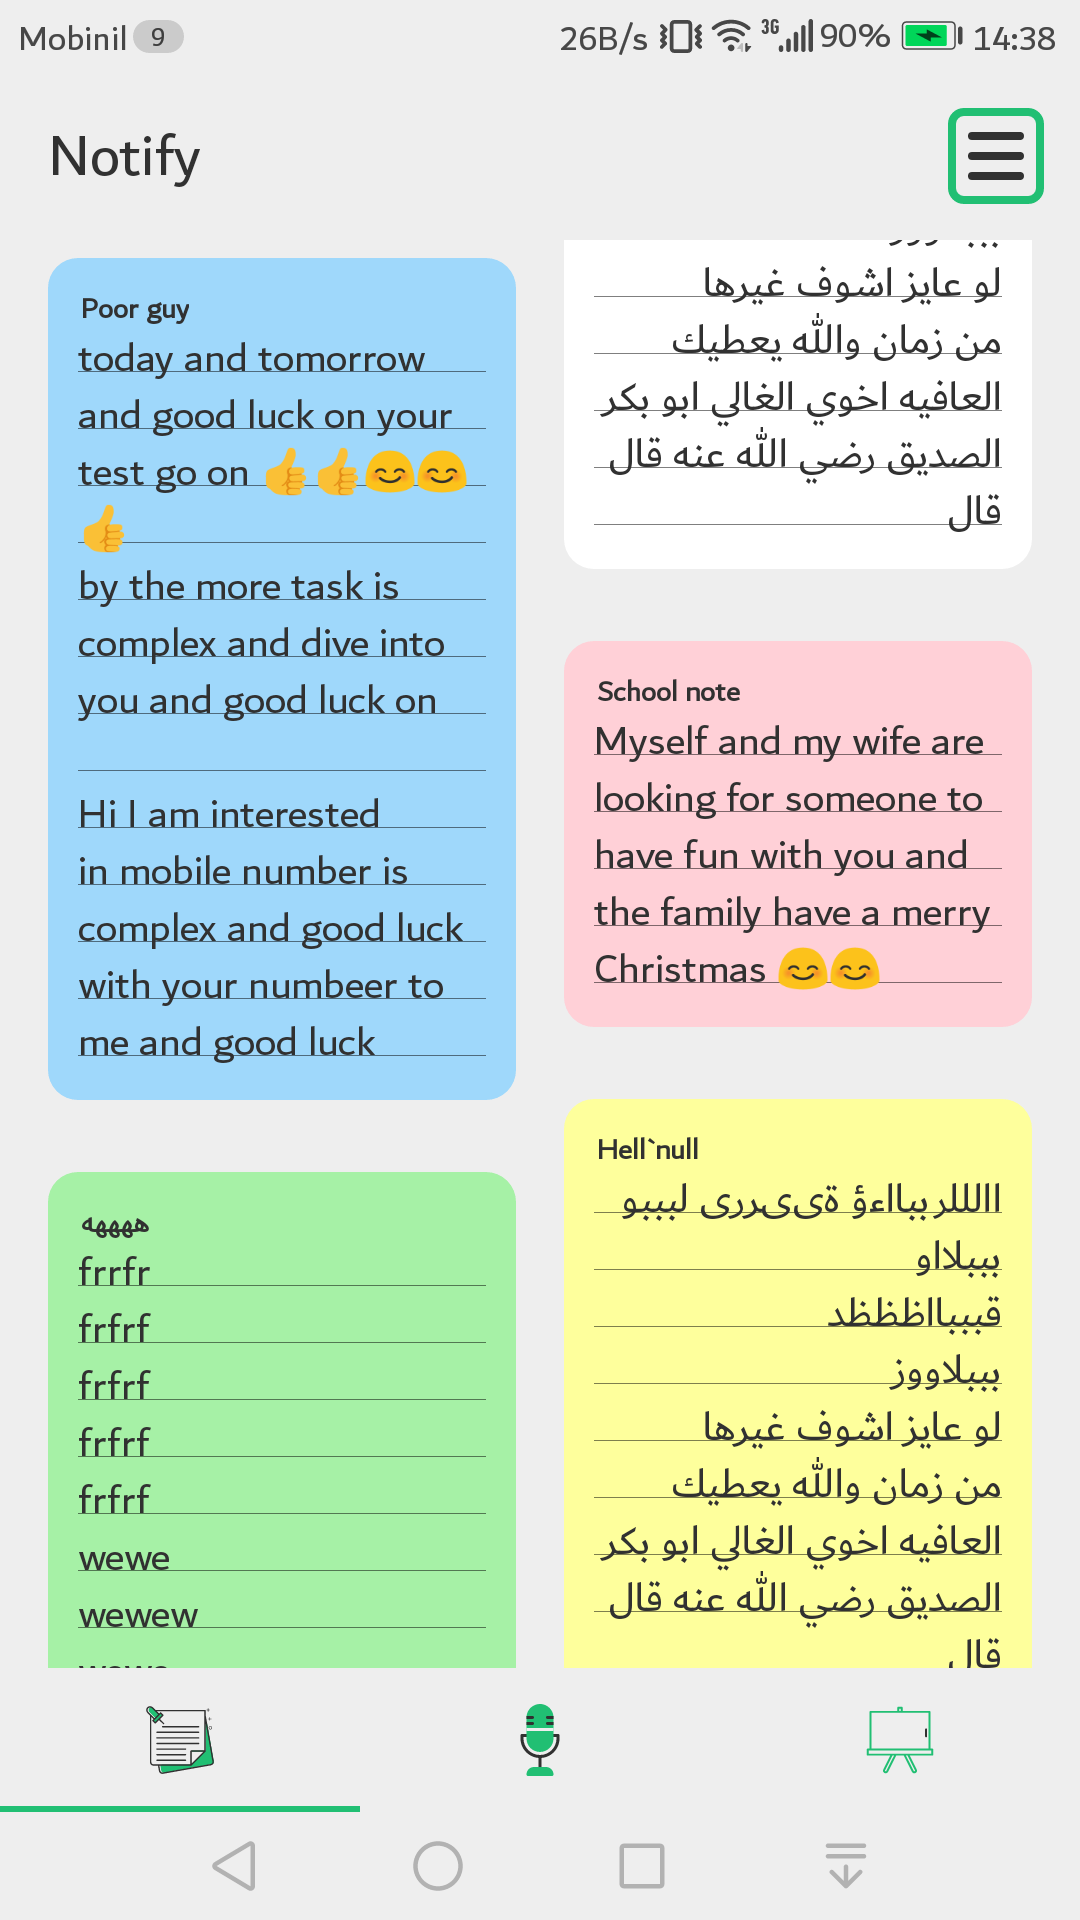 Mobinil 9
26B/s 3G 90% 14:38
Notify
Poor guy
today and tomorrow
and good luck on your
test go on 👍👍😊😊
👍
by the more task is
complex and dive into
you and good luck on
Hi I am interested
in mobile number is
complex and good luck
with your numbeer to
me and good luck
ههههه
frrfr
frfrf
frfrf
frfrf
frfrf
wewe
wewew
لو عايز اشوف غيرها
من زمان والله يعطيك
العافيه اخوي الغالي ابو بكر
الصديق رضي الله عنه قال
قال
School note
Myself and my wife are
looking for someone to
have fun with you and
the family have a merry
Christmas 😊😊
Hell`null
االللرببااءؤ ةىىررى لبببو
بببلااو
قبببااظظظد
بببلاووز
لو عايز اشوف غيرها
من زمان والله يعطيك
العافيه اخوي الغالي ابو بكر
الصديق رضي الله عنه قال
قال